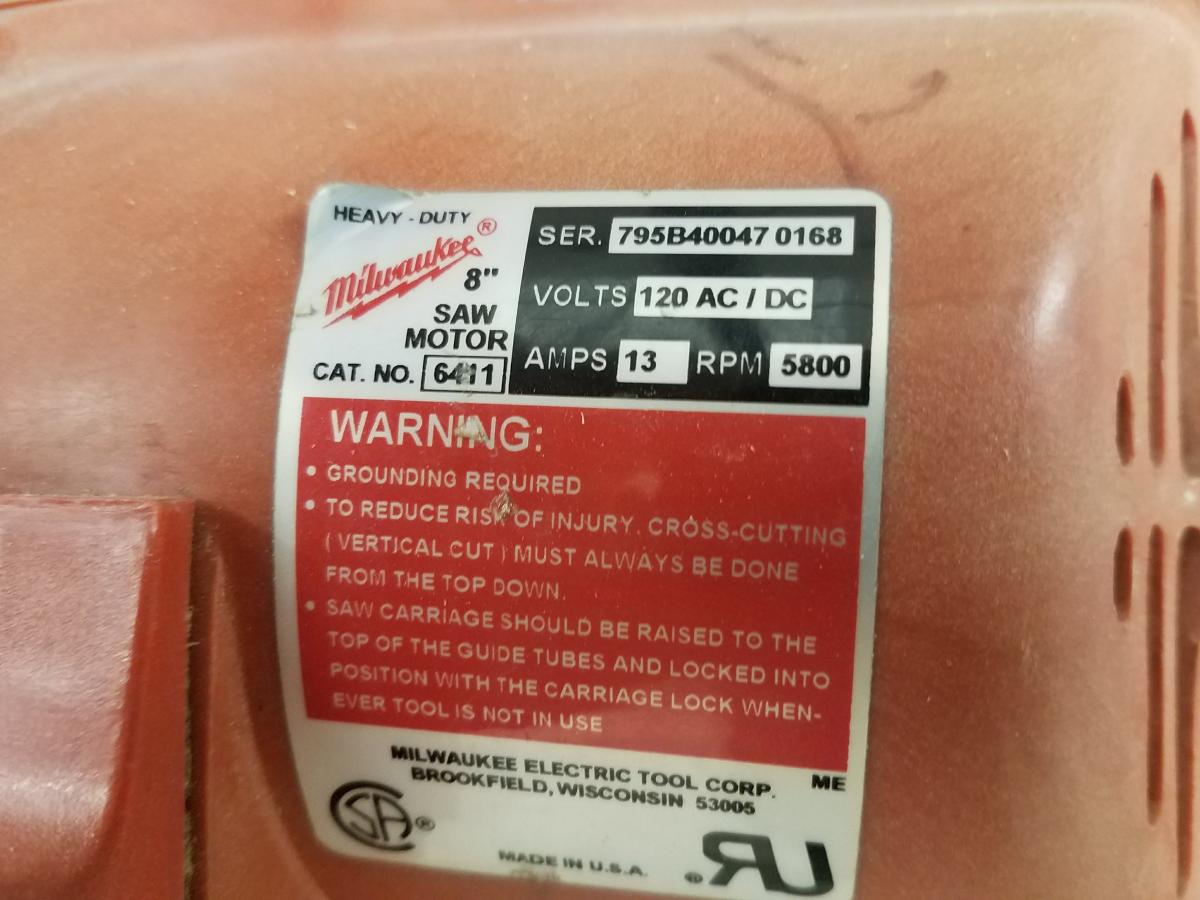 HEAVY - DUTY
Milwaukee®
8"
SAW
MOTOR
CAT. NO. 6411
SER. 795B40047 0168
VOLTS 120 AC / DC
AMPS 13 RPM 5800
WARNING:
• GROUNDING REQUIRED
• TO REDUCE RISK OF INJURY, CROSS-CUTTING
( VERTICAL CUT ) MUST ALWAYS BE DONE
FROM THE TOP DOWN.
• SAW CARRIAGE SHOULD BE RAISED TO THE
TOP OF THE GUIDE TUBES AND LOCKED INTO
POSITION WITH THE CARRIAGE LOCK WHEN-
EVER TOOL IS NOT IN USE
MILWAUKEE ELECTRIC TOOL CORP. ME
BROOKFIELD, WISCONSIN 53005
CSA®
MADE IN U.S.A.
UR®